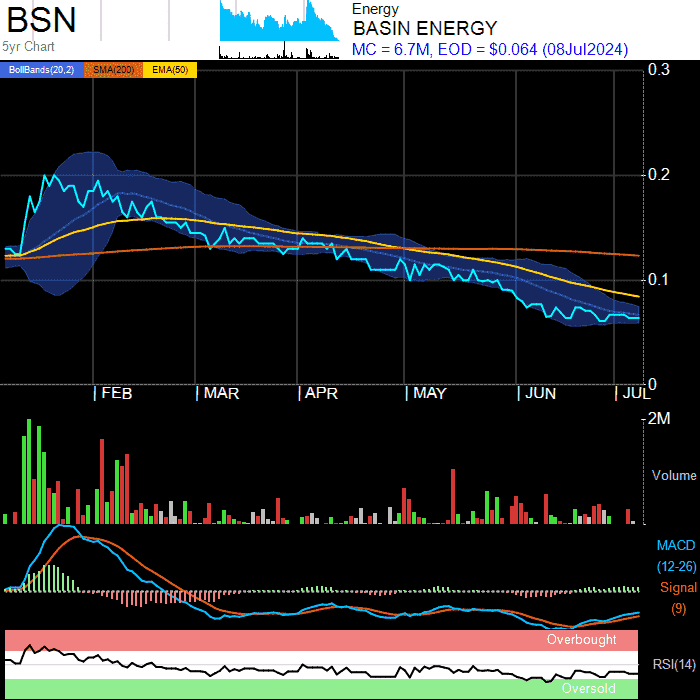 BSN
5yr Chart
Energy
BASIN ENERGY
MC = 6.7M, EOD = $0.064 (08Jul2024)
BollBands(20,2) SMA(200) EMA(50)
0.3
0.2
0.1
0
| FEB | MAR | APR | MAY | JUN | JUL
2M
Volume
MACD
(12-26)
Signal
(9)
Overbought
RSI(14)
Oversold